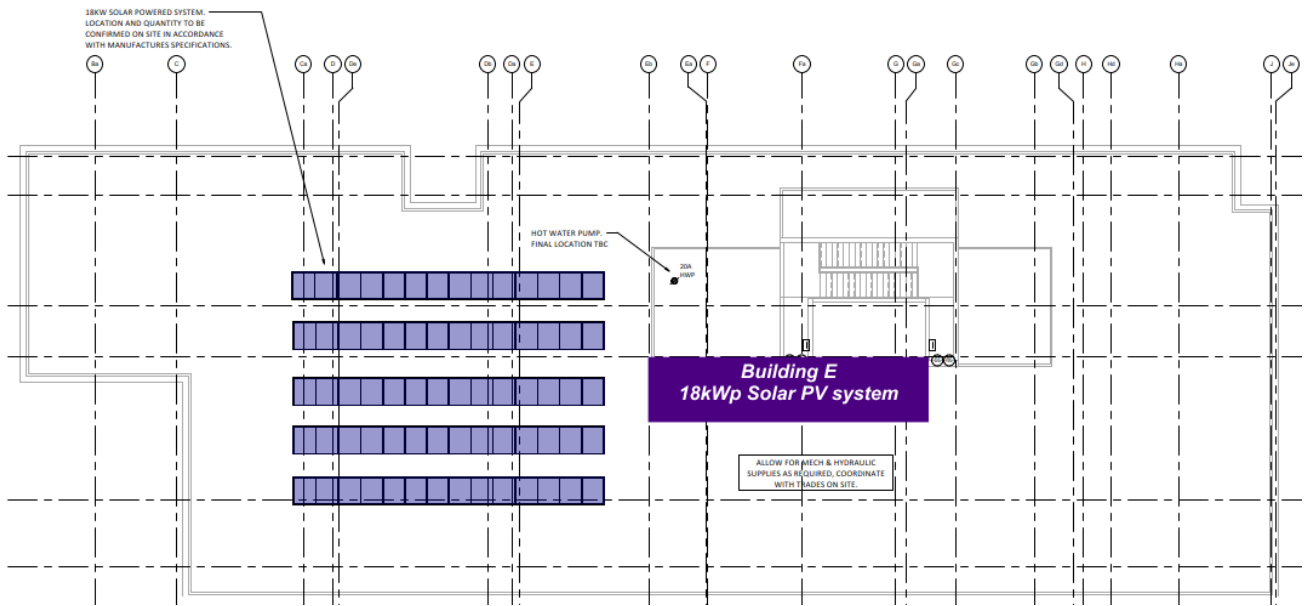 18KW SOLAR POWERED SYSTEM.
LOCATION AND QUANTITY TO BE
CONFIRMED ON SITE IN ACCORDANCE
WITH MANUFACTURES SPECIFICATIONS.
Ba C Ca D De Db Da E Eb Ea F Fa G Ga Gc Gb Gd H Hd Ha J Je
HOT WATER PUMP.
FINAL LOCATION TBC
20A
HWP
Building E
18kWp Solar PV system
ALLOW FOR MECH & HYDRAULIC
SUPPLIES AS REQUIRED, COORDINATE
WITH TRADES ON SITE.